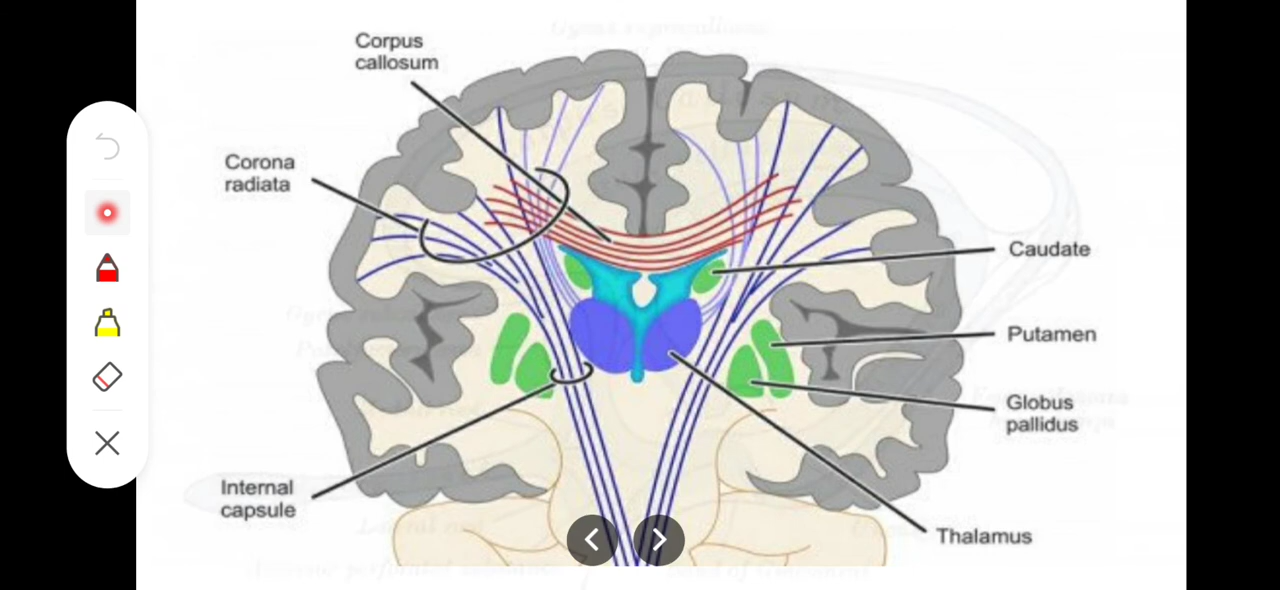 Corpus
callosum
Corona
radiata
Caudate
Putamen
Globus
pallidus
Internal
capsule
Thalamus